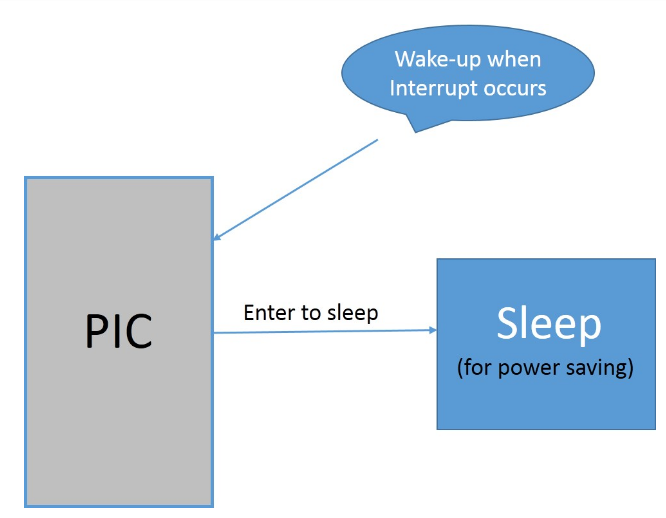 Wake-up when
Interrupt occurs
PIC
Enter to sleep
Sleep
(for power saving)